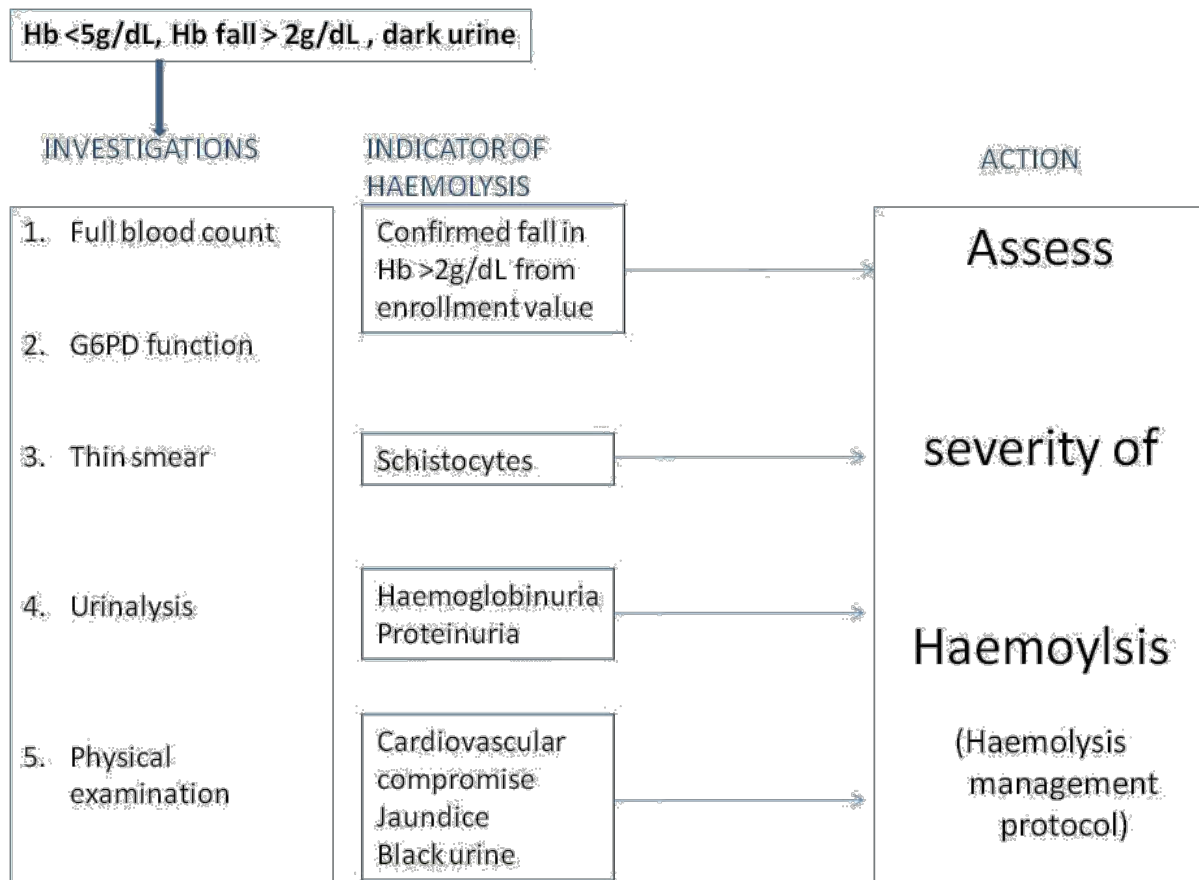 Hb <5g/dL, Hb fall > 2g/dL , dark urine
INVESTIGATIONS
INDICATOR OF
HAEMOLYSIS
ACTION
1. Full blood count
2. G6PD function
3. Thin smear
4. Urinalysis
5. Physical
examination
Confirmed fall in
Hb >2g/dL from
enrollment value
Schistocytes
Haemoglobinuria
Proteinuria
Cardiovascular
compromise
Jaundice
Black urine
Assess
severity of
Haemoylsis
(Haemolysis
management
protocol)